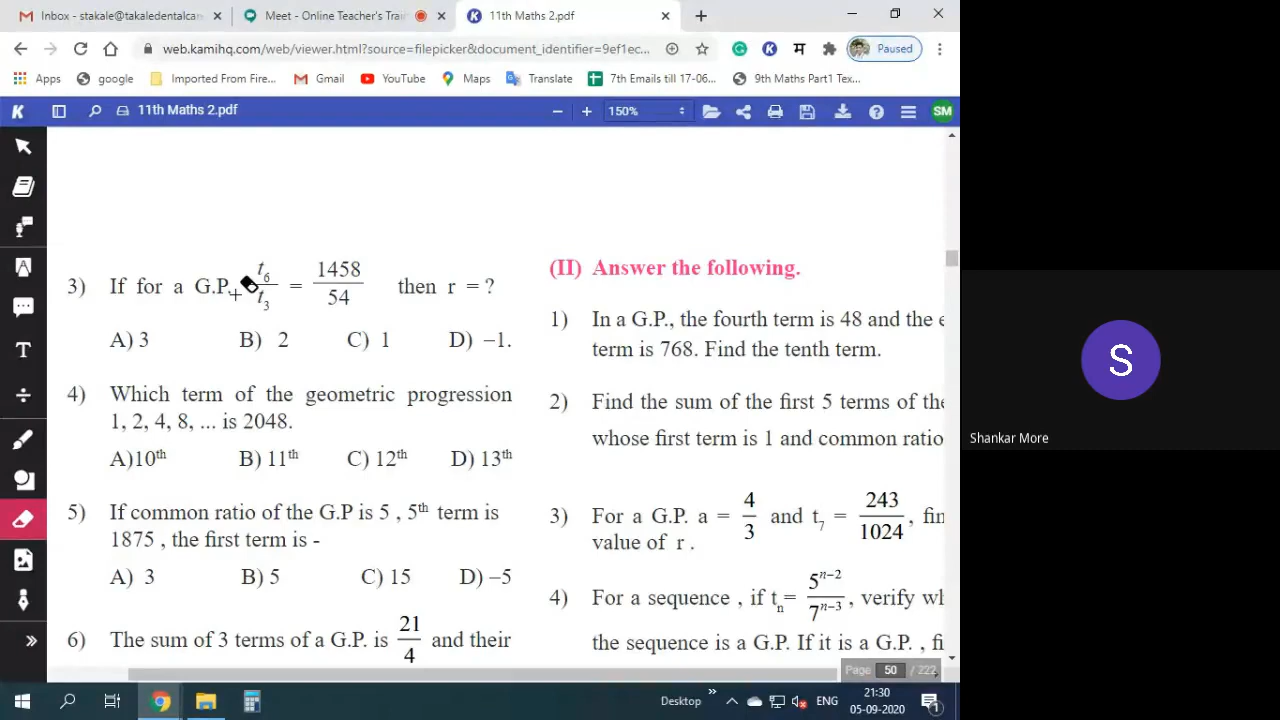 Inbox - stakale@takaledentalcar
Meet - Online Teacher's Trai
11th Maths 2.pdf
web.kamihq.com/web/viewer.html?source=filepicker&document_identifier=9ef1ec...
Paused
Apps google Imported From Fire... Gmail YouTube Maps Translate 7th Emails till 17-06... 9th Maths Part1 Tex...
K 11th Maths 2.pdf 150% SM
3) If for a G.P. t6/t3 = 1458/54 then r = ?
A) 3 B) 2 C) 1 D) −1.
4) Which term of the geometric progression
1, 2, 4, 8, ... is 2048.
A)10th B) 11th C) 12th D) 13th
5) If common ratio of the G.P is 5 , 5th term is
1875 , the first term is -
A) 3 B) 5 C) 15 D) −5
6) The sum of 3 terms of a G.P. is 21/4 and their
(II) Answer the following.
1) In a G.P., the fourth term is 48 and the e
term is 768. Find the tenth term.
2) Find the sum of the first 5 terms of the
whose first term is 1 and common ratio
3) For a G.P. a = 4/3 and t7 = 243/1024, fin
value of r .
4) For a sequence , if tn = 5^(n−2)/7^(n−3), verify wh
the sequence is a G.P. If it is a G.P. , fi
Page 50 / 222
S
Shankar More
Desktop ENG 21:30
05-09-2020